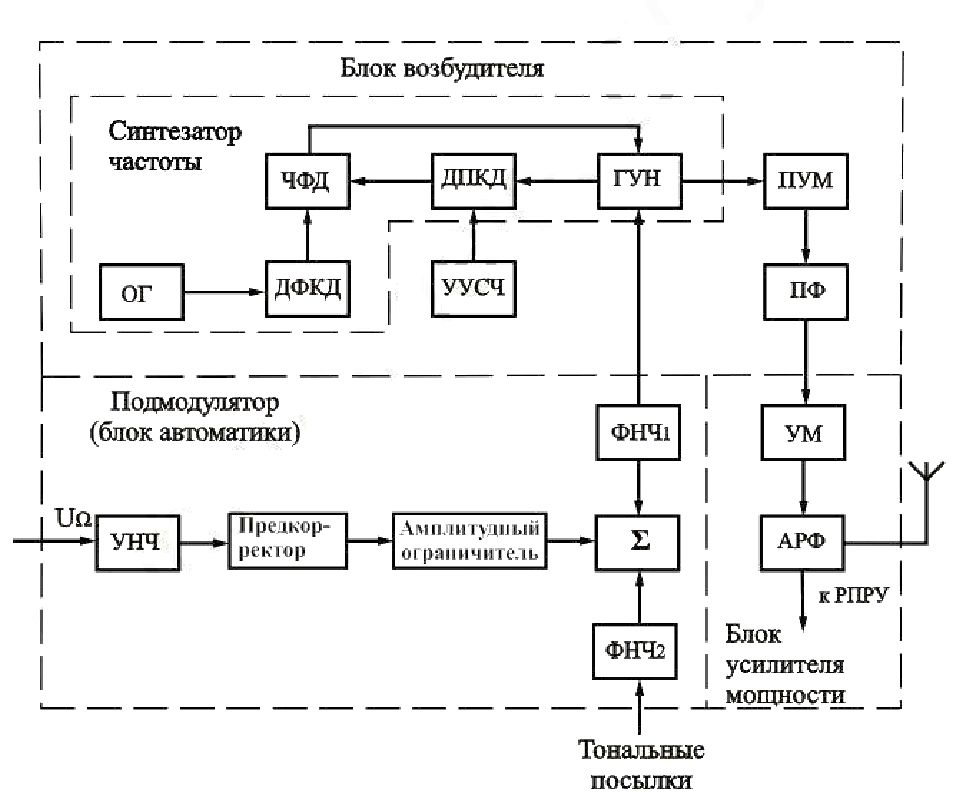 Блок возбудителя
Синтезатор
частоты
ЧФД
ДПКД
ГУН
ПУМ
ОГ
ДФКД
УУСЧ
ПФ
Подмодулятор
(блок автоматики)
ФНЧ1
УМ
UΩ
УНЧ
Предкор-
ректор
Амплитудный
ограничитель
Σ
АРФ
к РПРУ
ФНЧ2
Блок
усилителя
мощности
Тональные
посылки